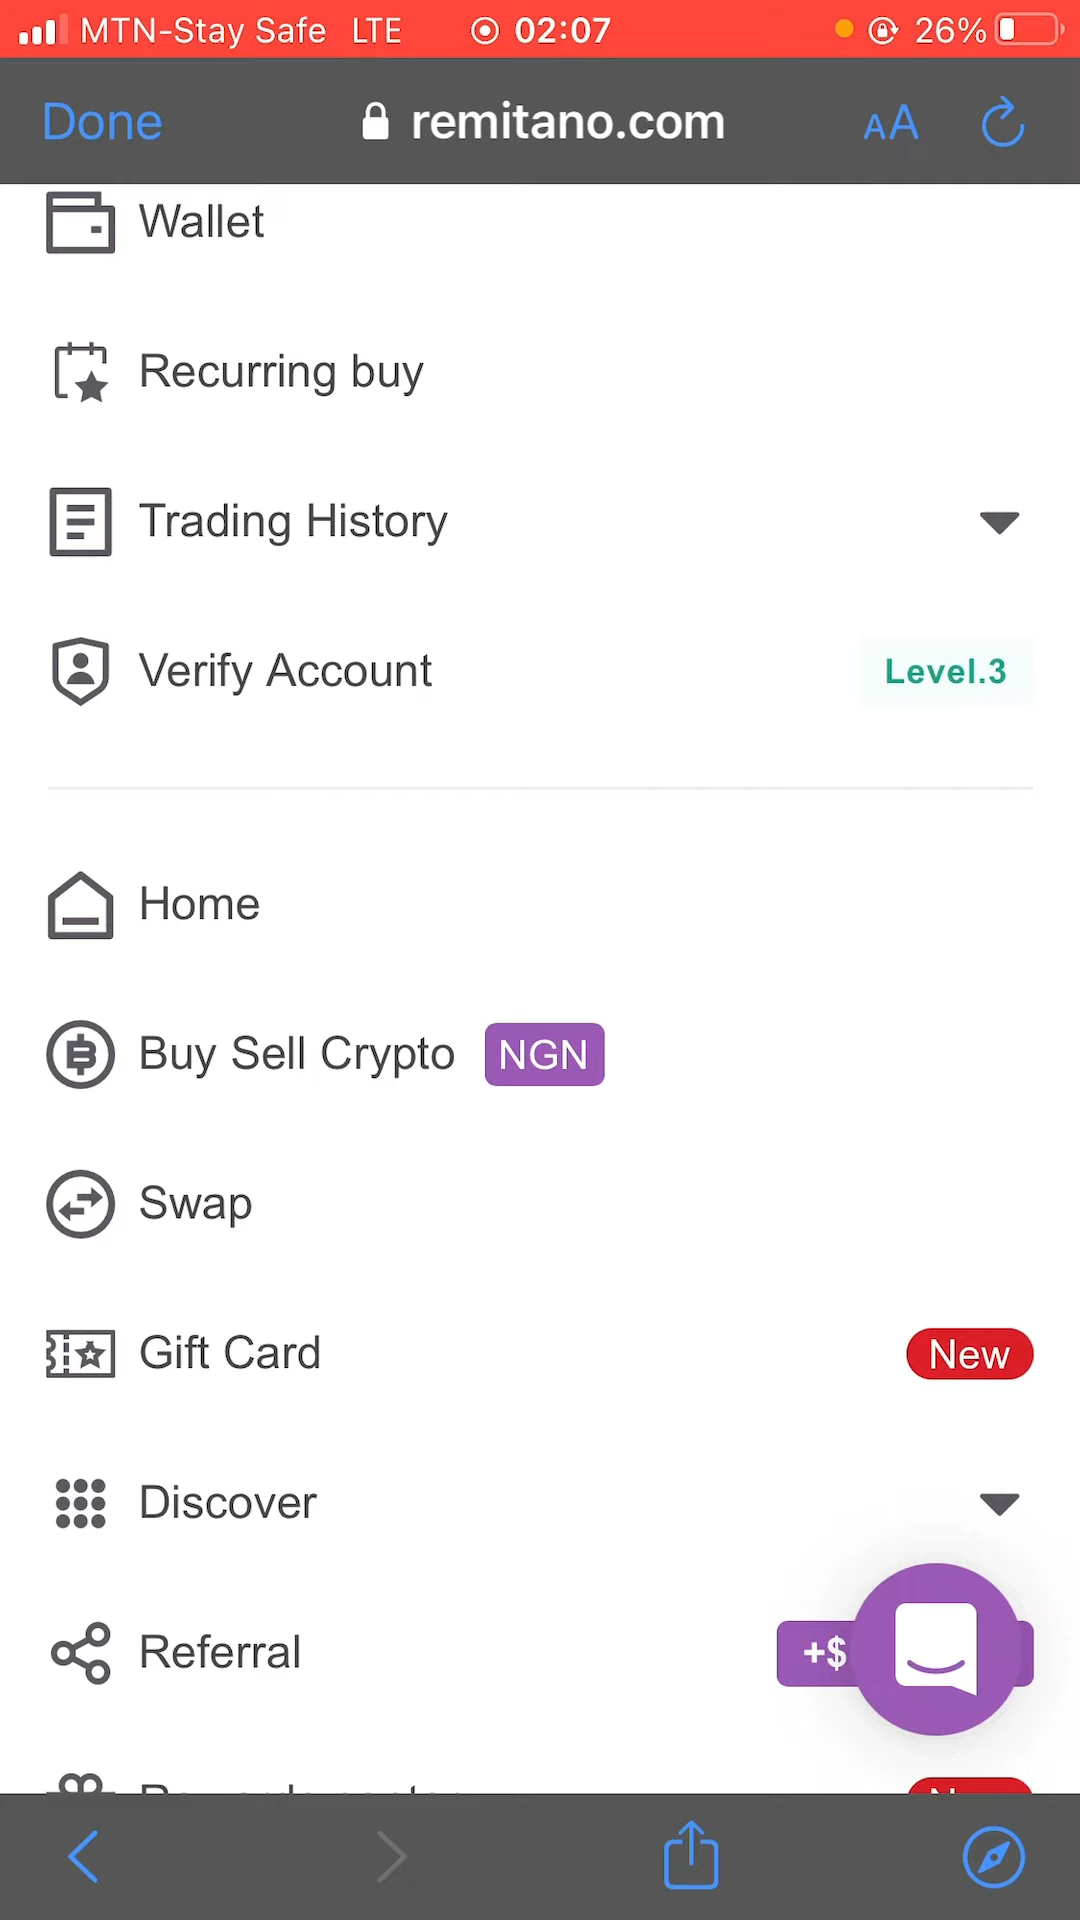 MTN-Stay Safe LTE 02:07 26%
Done remitano.com AA
Wallet
Recurring buy
Trading History
Verify Account Level.3
Home
Buy Sell Crypto NGN
Swap
Gift Card New
Discover
Referral +$